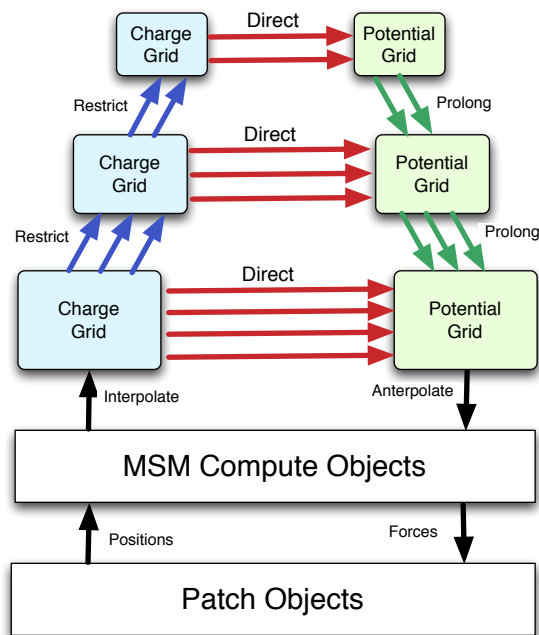 Charge
Grid
Direct
Potential
Grid
Restrict
Prolong
Charge
Grid
Direct
Potential
Grid
Restrict
Prolong
Charge
Grid
Direct
Potential
Grid
Interpolate
Anterpolate
MSM Compute Objects
Positions
Forces
Patch Objects